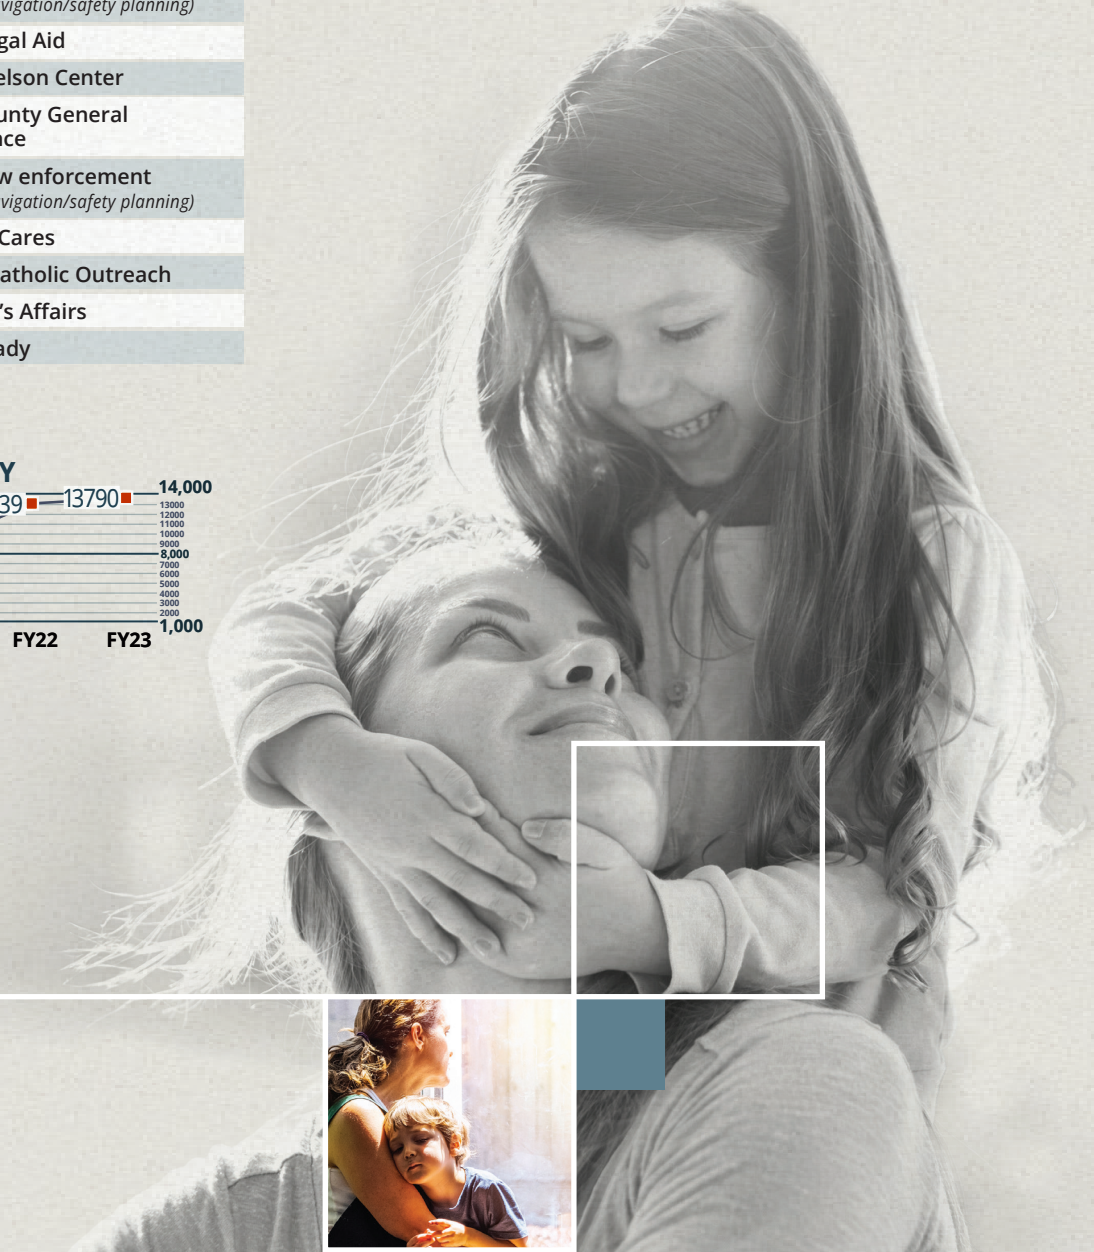 vigation/safety planning)
gal Aid
elson Center
unty General
nce
w enforcement
vigation/safety planning)
Cares
atholic Outreach
's Affairs
ady
Y
39
13790
14,000
13000
12000
11000
10000
9000
8,000
7000
6000
5000
4000
3000
2000
1,000
FY22 FY23